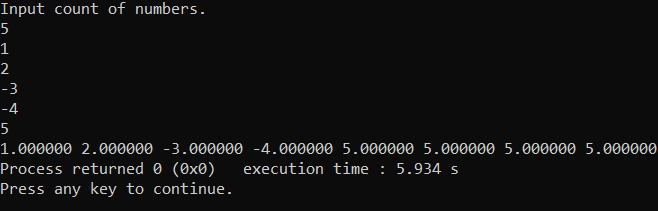 Input count of numbers.
5
1
2
-3
-4
5
1.000000 2.000000 -3.000000 -4.000000 5.000000 5.000000 5.000000 5.000000
Process returned 0 (0x0)   execution time : 5.934 s
Press any key to continue.